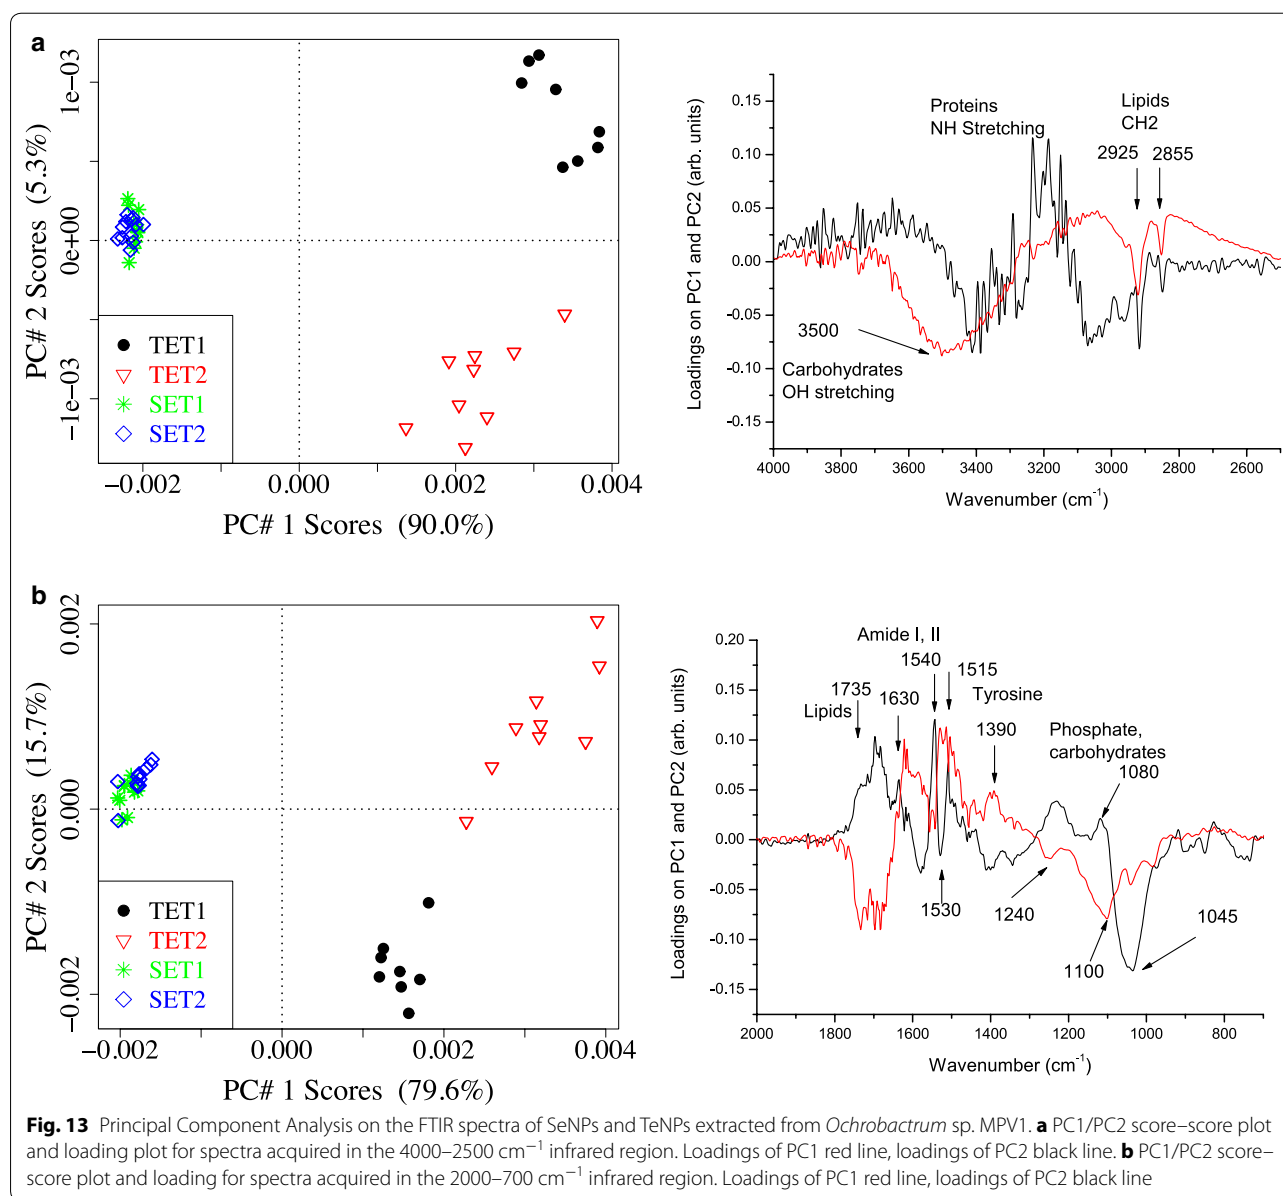 a
PC# 2 Scores (5.3%)
1e−03
0e+00
−1e−03
TET1
TET2
SET1
SET2
−0.002
0.000
0.002
0.004
PC# 1 Scores (90.0%)
Loadings on PC1 and PC2 (arb. units)
0.15
0.10
0.05
0.00
-0.05
-0.10
-0.15
Proteins
NH Stretching
Lipids
CH2
2925
2855
3500
Carbohydrates
OH stretching
4000
3600
3200
3000
2800
2600
Wavenumber (cm-1)
b
PC# 2 Scores (15.7%)
0.002
0.000
−0.002
TET1
TET2
SET1
SET2
−0.002
0.000
0.002
0.004
PC# 1 Scores (79.6%)
Loadings on PC1 and PC2 (arb. units)
0.20
0.15
0.10
0.05
0.00
-0.05
-0.10
-0.15
Amide I, II
1540
1515
1735
1630
Tyrosine
Lipids
1390
Phosphate,
carbohydrates
1080
1530
1240
1045
1100
2000
1600
1400
1200
1000
800
Wavenumber (cm-1)
Fig. 13 Principal Component Analysis on the FTIR spectra of SeNPs and TeNPs extracted from Ochrobactrum sp. MPV1. a PC1/PC2 score–score plot
and loading plot for spectra acquired in the 4000–2500 cm−1 infrared region. Loadings of PC1 red line, loadings of PC2 black line. b PC1/PC2 score–
score plot and loading for spectra acquired in the 2000–700 cm−1 infrared region. Loadings of PC1 red line, loadings of PC2 black line